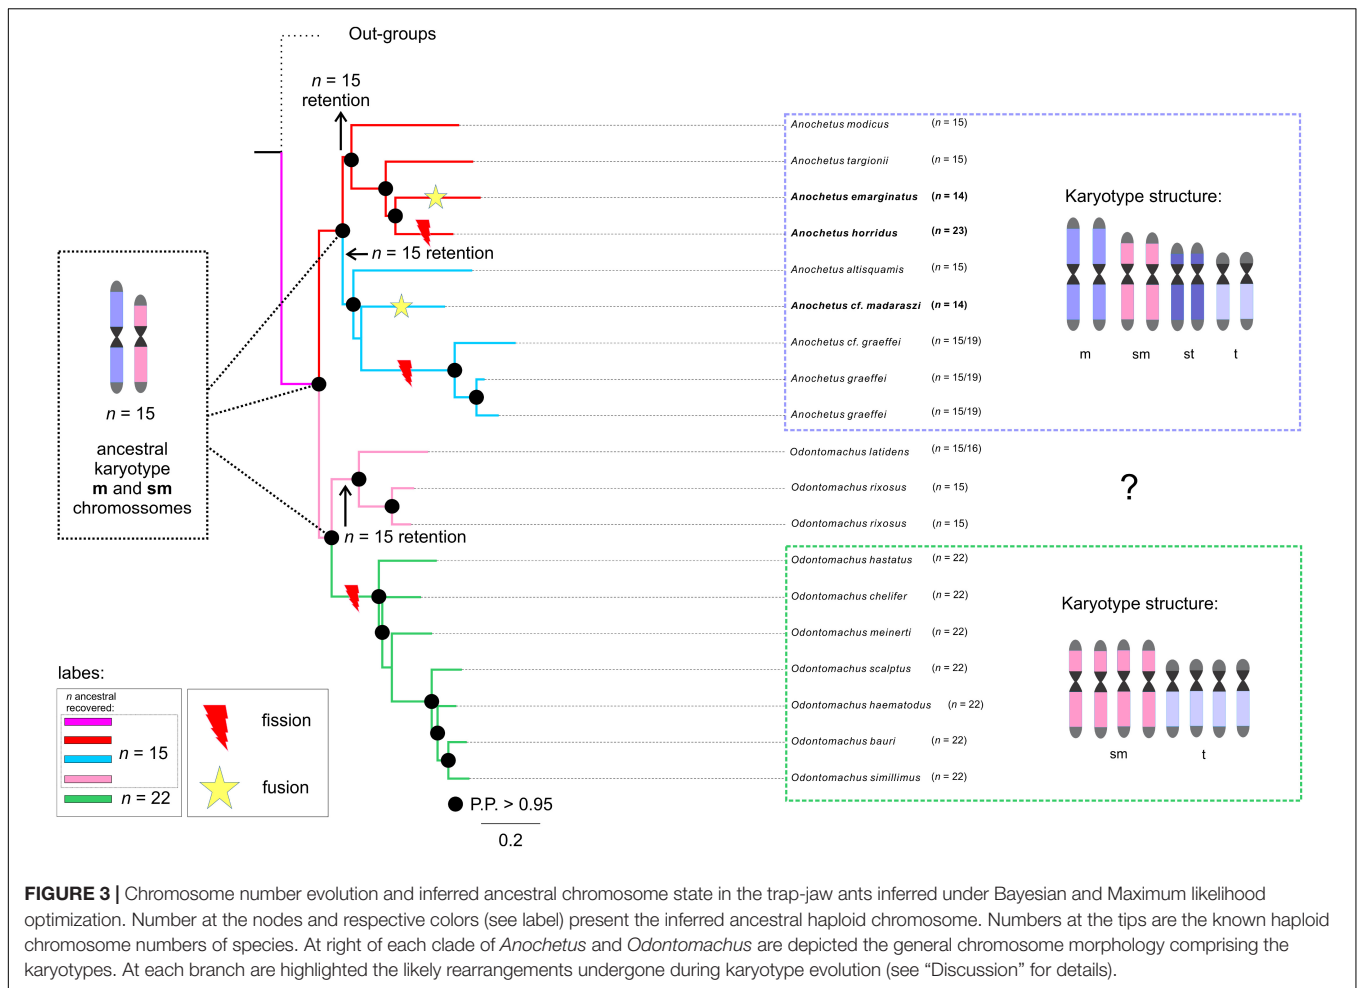 Out-groups
n = 15
retention
Anochetus modicus (n = 15)
Anochetus targionii (n = 15)
Anochetus emarginatus (n = 14)
Anochetus horridus (n = 23)
n = 15 retention
Anochetus altisquamis (n = 15)
Anochetus cf. madaraszi (n = 14)
Anochetus cf. graeffei (n = 15/19)
Anochetus graeffei (n = 15/19)
Anochetus graeffei (n = 15/19)
Karyotype structure:
m sm st t
n = 15
ancestral
karyotype
m and sm
chromossomes
Odontomachus latidens (n = 15/16)
Odontomachus rixosus (n = 15)
Odontomachus rixosus (n = 15)
?
n = 15 retention
Odontomachus hastatus (n = 22)
Odontomachus chelifer (n = 22)
Odontomachus meinerti (n = 22)
Odontomachus scalptus (n = 22)
Odontomachus haematodus (n = 22)
Odontomachus bauri (n = 22)
Odontomachus simillimus (n = 22)
Karyotype structure:
sm t
labes:
n ancestral
recovered:
n = 15
n = 22
fission
fusion
P.P. > 0.95
0.2
FIGURE 3 | Chromosome number evolution and inferred ancestral chromosome state in the trap-jaw ants inferred under Bayesian and Maximum likelihood
optimization. Number at the nodes and respective colors (see label) present the inferred ancestral haploid chromosome. Numbers at the tips are the known haploid
chromosome numbers of species. At right of each clade of Anochetus and Odontomachus are depicted the general chromosome morphology comprising the
karyotypes. At each branch are highlighted the likely rearrangements undergone during karyotype evolution (see “Discussion” for details).